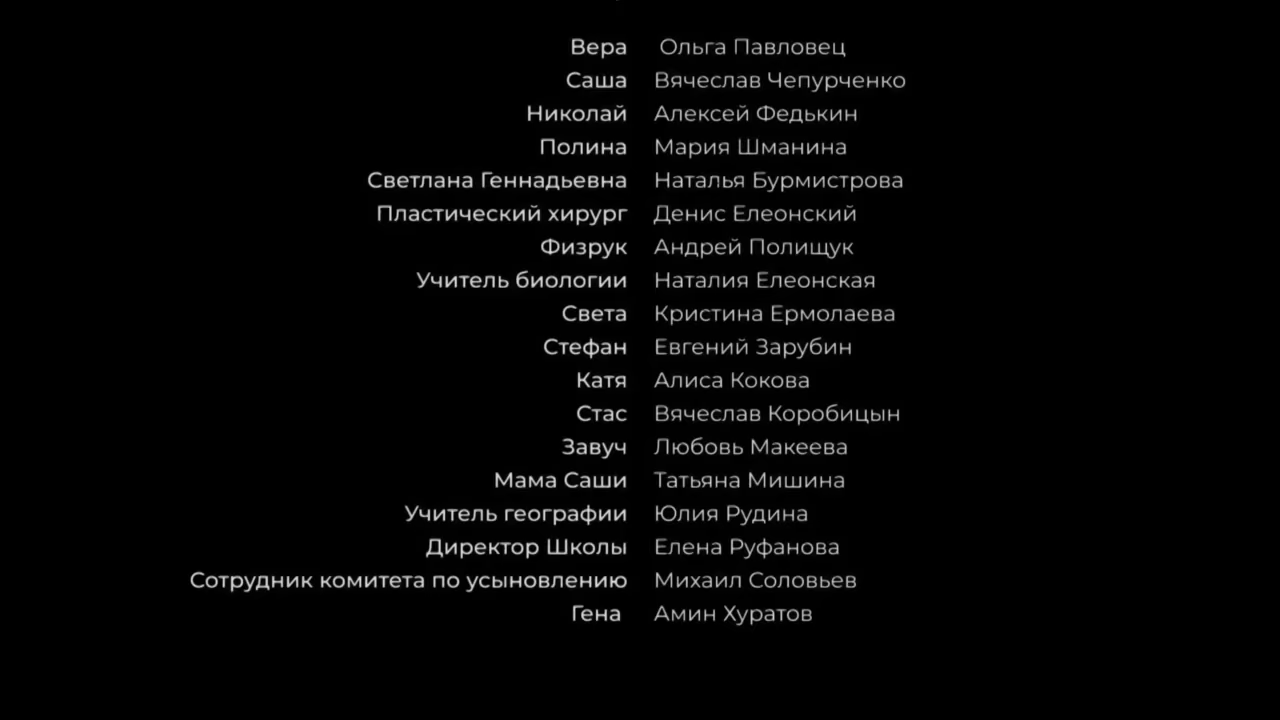 Вера Ольга Павловец
Саша Вячеслав Чепурченко
Николай Алексей Федькин
Полина Мария Шманина
Светлана Геннадьевна Наталья Бурмистрова
Пластический хирург Денис Елеонский
Физрук Андрей Полищук
Учитель биологии Наталия Елеонская
Света Кристина Ермолаева
Стефан Евгений Зарубин
Катя Алиса Кокова
Стас Вячеслав Коробицын
Завуч Любовь Макеева
Мама Саши Татьяна Мишина
Учитель географии Юлия Рудина
Директор Школы Елена Руфанова
Сотрудник комитета по усыновлению Михаил Соловьев
Гена Амин Хуратов